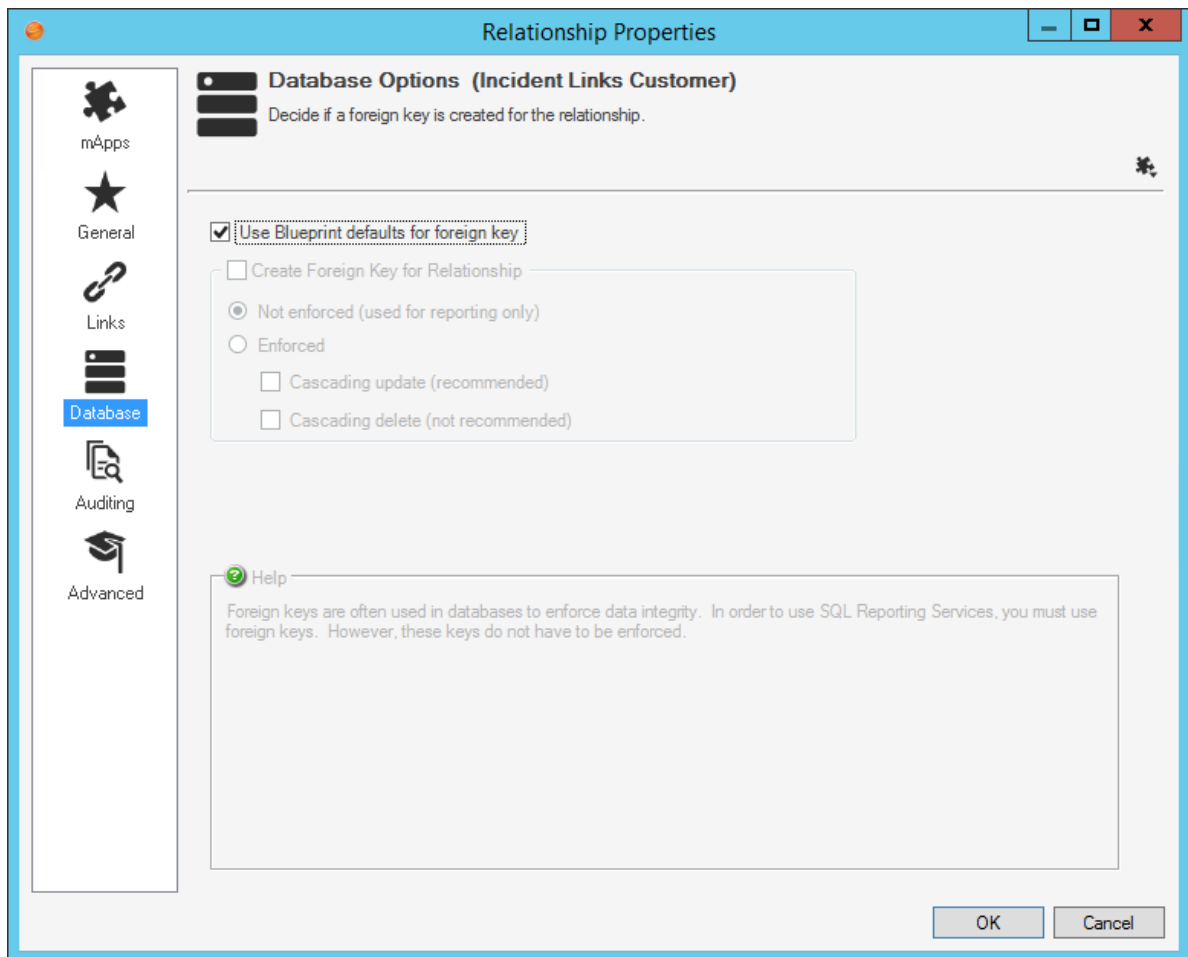 Relationship Properties
X
mApps
General
Links
Database
Auditing
Advanced
Database Options (Incident Links Customer)
Decide if a foreign key is created for the relationship.
Use Blueprint defaults for foreign key
Create Foreign Key for Relationship
Not enforced (used for reporting only)
Enforced
Cascading update (recommended)
Cascading delete (not recommended)
? Help
Foreign keys are often used in databases to enforce data integrity. In order to use SQL Reporting Services, you must use
foreign keys. However, these keys do not have to be enforced.
OK
Cancel